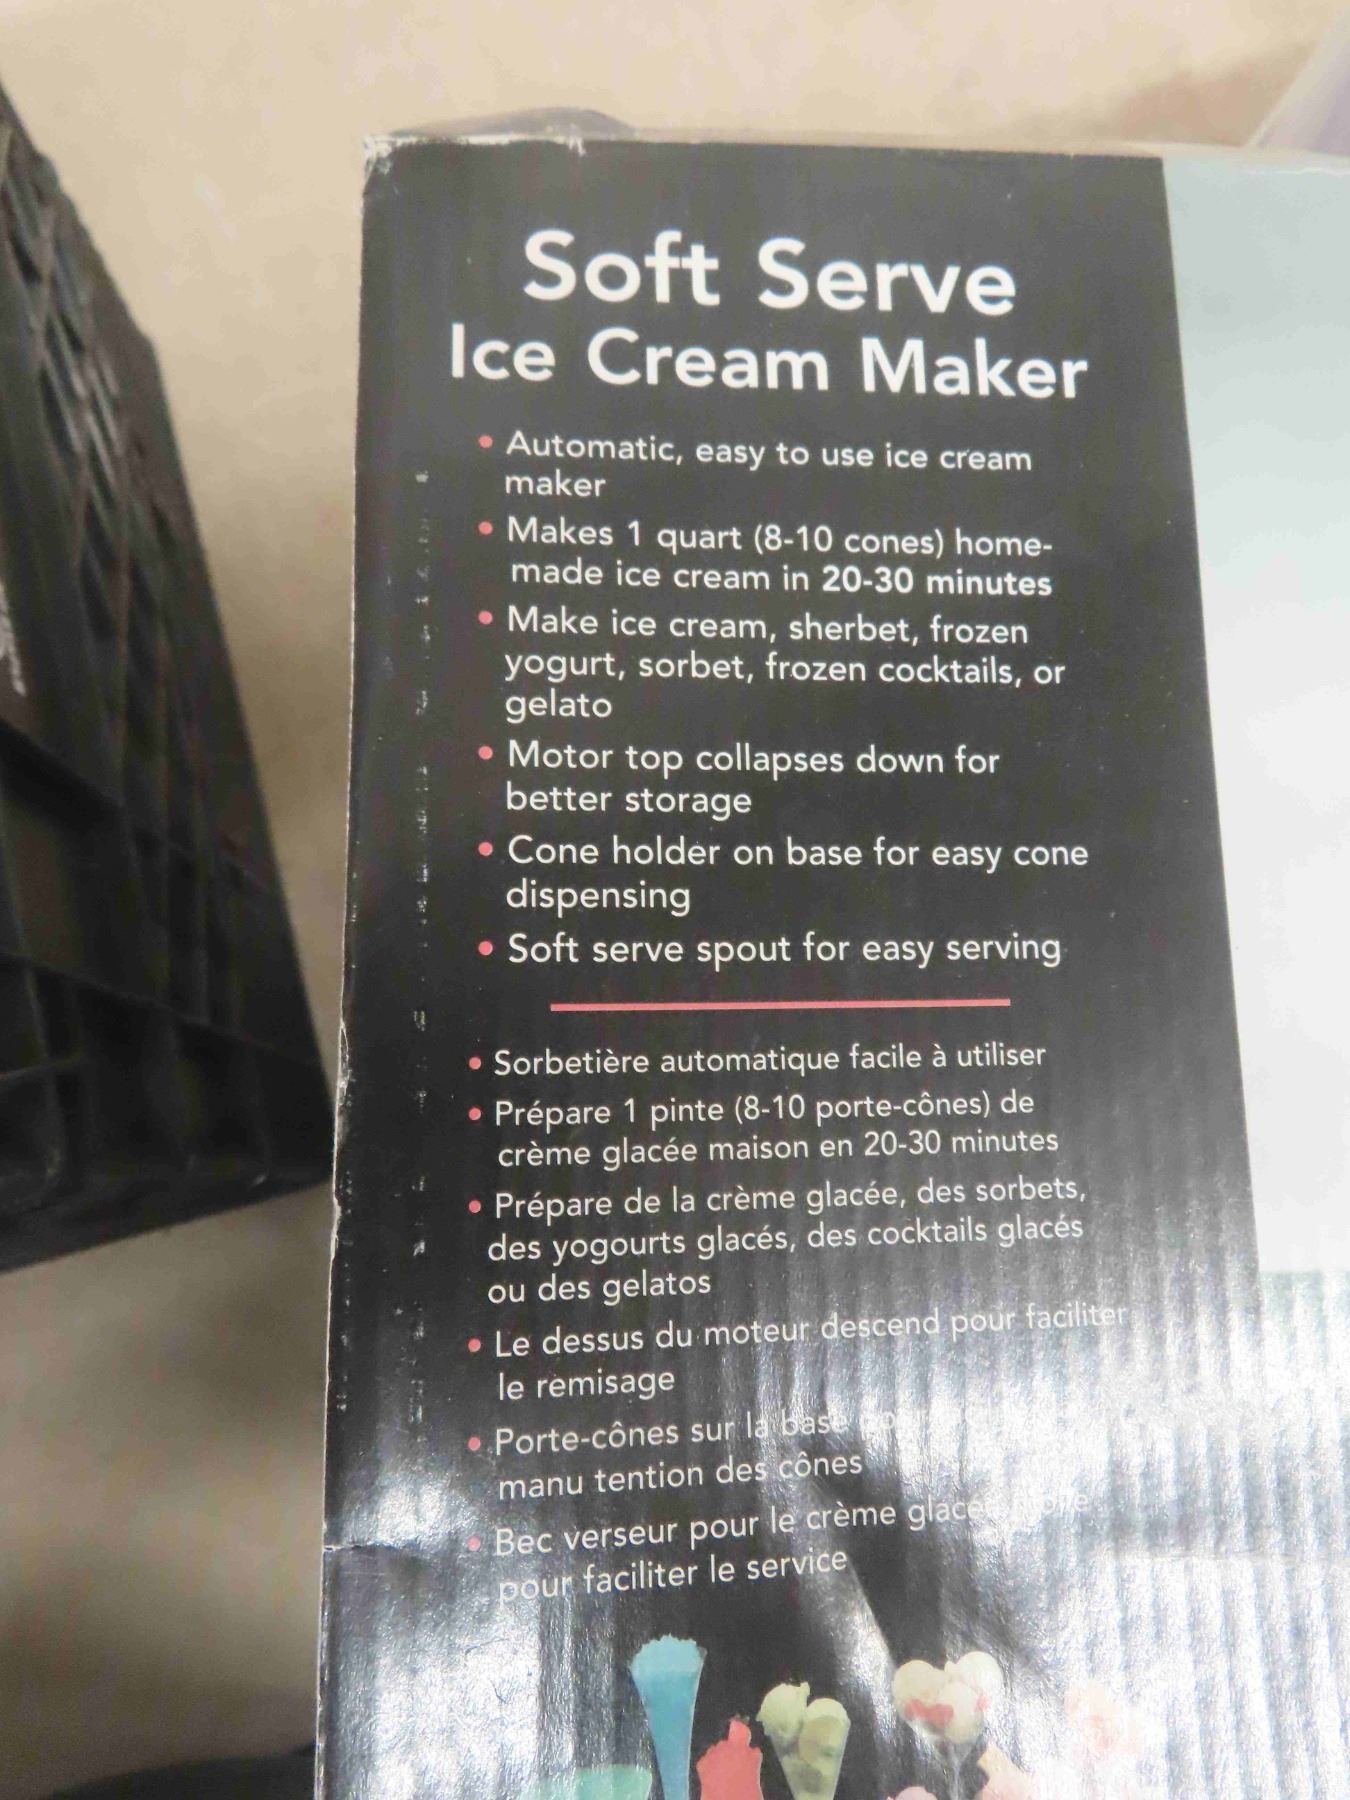 Soft Serve
Ice Cream Maker
• Automatic, easy to use ice cream
maker
• Makes 1 quart (8-10 cones) home-
made ice cream in 20-30 minutes
• Make ice cream, sherbet, frozen
yogurt, sorbet, frozen cocktails, or
gelato
• Motor top collapses down for
better storage
• Cone holder on base for easy cone
dispensing
• Soft serve spout for easy serving
• Sorbetière automatique facile à utiliser
• Prépare 1 pinte (8-10 porte-cônes) de
crème glacée maison en 20-30 minutes
• Prépare de la crème glacée, des sorbets,
des yogourts glacés, des cocktails glacés
ou des gelatos
• Le dessus du moteur descend pour faciliter
le remisage
• Porte-cônes sur la base
manu tention des cônes
• Bec verseur pour le crème glacée
pour faciliter le service